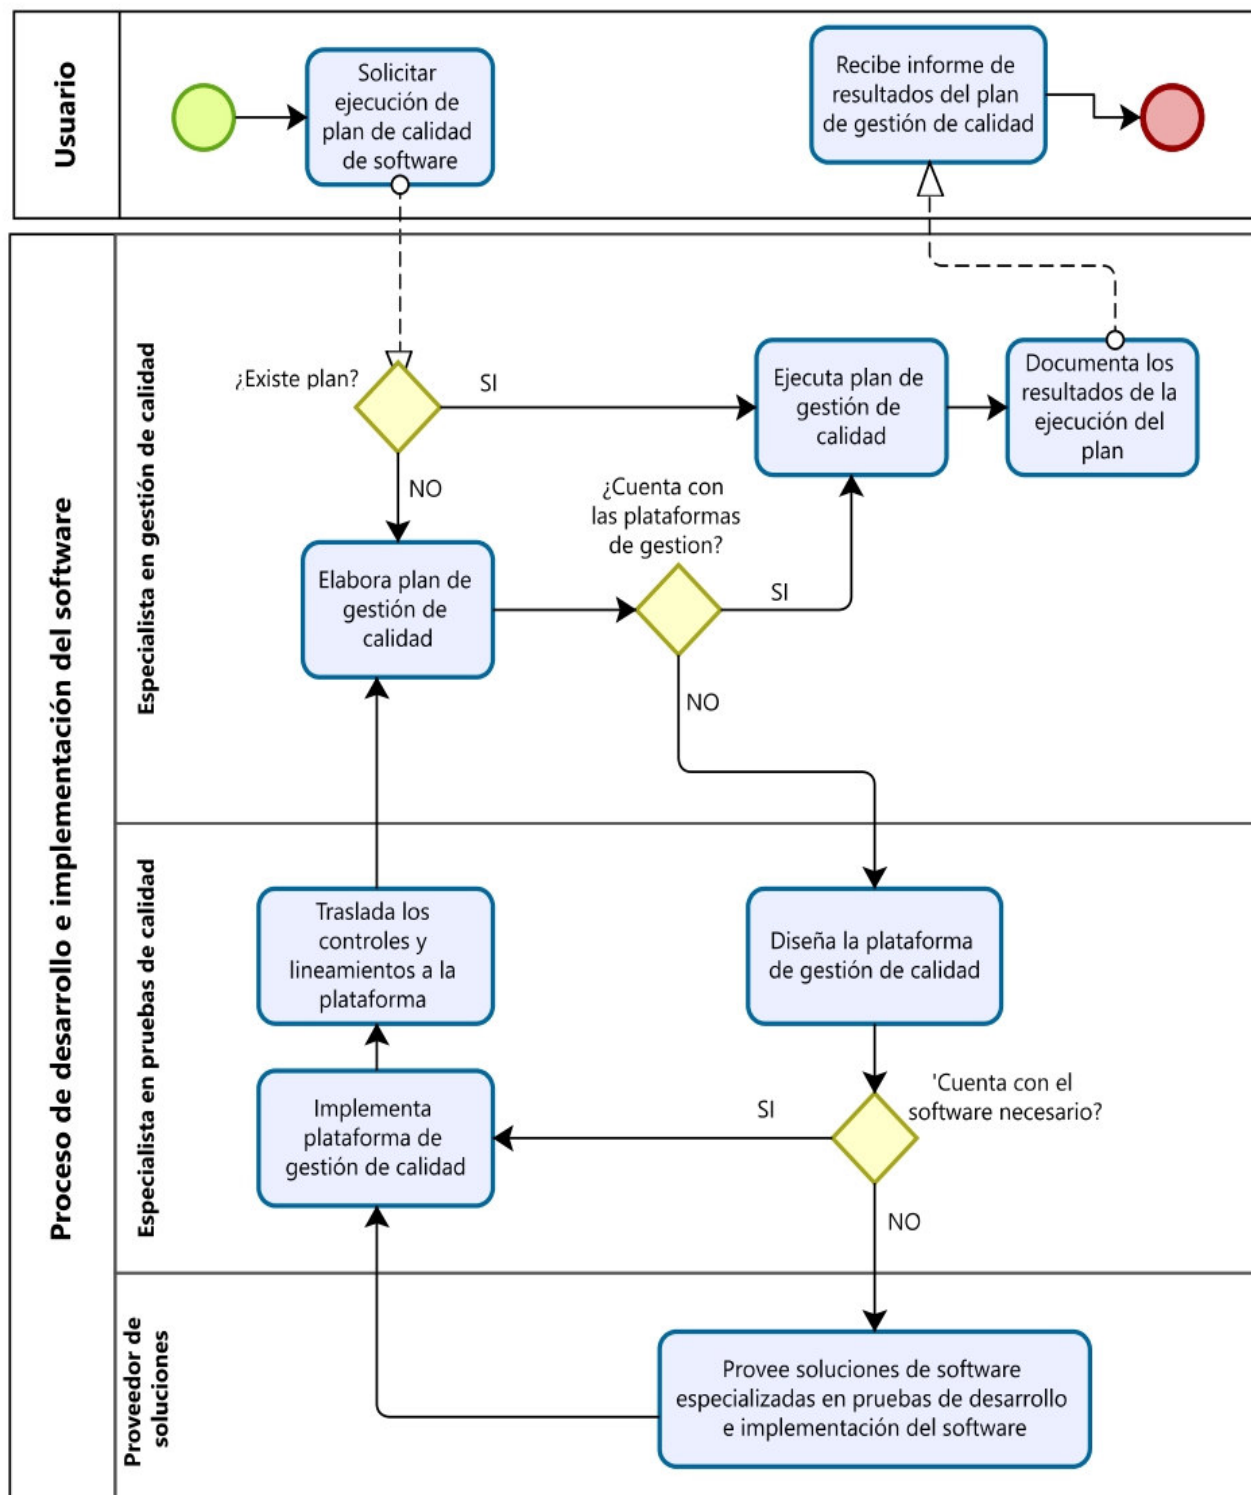 Usuario
Solicitar
ejecución de
plan de calidad
de software
Recibe informe de
resultados del plan
de gestión de calidad
Proceso de desarrollo e implementación del software
Especialista en gestión de calidad
¿Existe plan?
SI
NO
Ejecuta plan de
gestión de
calidad
Documenta los
resultados de la
ejecución del
plan
¿Cuenta con
las plataformas
de gestion?
Elabora plan de
gestión de
calidad
SI
NO
Especialista en pruebas de calidad
Traslada los
controles y
lineamientos a la
plataforma
Diseña la plataforma
de gestión de calidad
Implementa
plataforma de
gestión de calidad
SI
'Cuenta con el
software necesario?
NO
Proveedor de
soluciones
Provee soluciones de software
especializadas en pruebas de desarrollo
e implementación del software